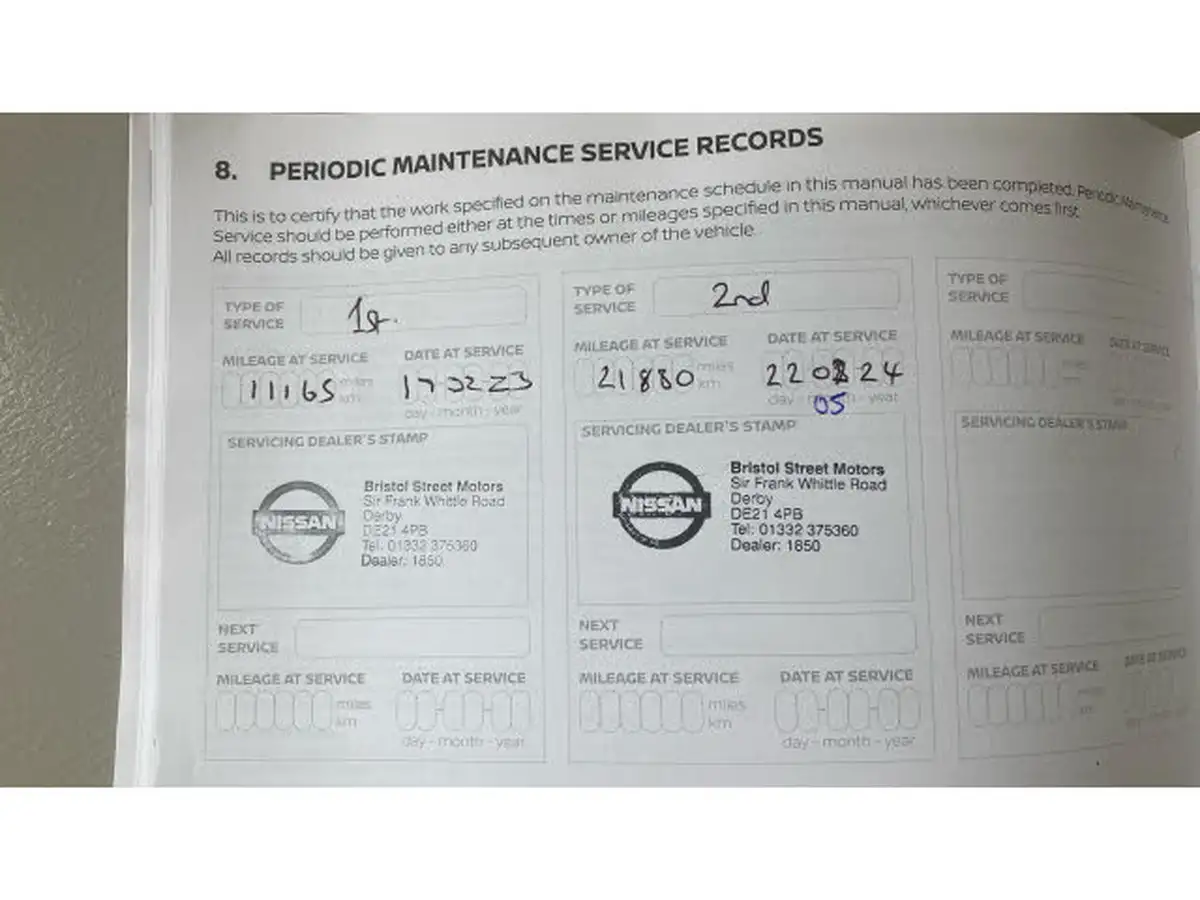 8. PERIODIC MAINTENANCE SERVICE RECORDS
This is to certify that the work specified on the maintenance schedule in this manual has been completed. Periodic Maintenance
Service should be performed either at the times or mileages specified in this manual, whichever comes first.
All records should be given to any subsequent owner of the vehicle.
TYPE OF
SERVICE
1st.
MILEAGE AT SERVICE
DATE AT SERVICE
11165
miles
km
17 02 23
day - month - year
SERVICING DEALER'S STAMP
NISSAN
Bristol Street Motors
Sir Frank Whittle Road
Derby
DE21 4PB
Tel: 01332 375360
Dealer: 1850
NEXT
SERVICE
MILEAGE AT SERVICE
DATE AT SERVICE
miles
km
day - month - year
TYPE OF
SERVICE
2nd
MILEAGE AT SERVICE
DATE AT SERVICE
21880
miles
km
22 24
day - year
05
SERVICING DEALER'S STAMP
NISSAN
Bristol Street Motors
Sir Frank Whittle Road
Derby
DE21 4PB
Tel: 01332 375360
Dealer: 1850
NEXT
SERVICE
MILEAGE AT SERVICE
DATE AT SERVICE
miles
km
day - month - year
TYPE OF
SERVICE
MILEAGE AT SERVICE
DATE AT SERVICE
SERVICING DEALER'S STAMP
NEXT
SERVICE
MILEAGE AT SERVICE
DATE AT SERVICE